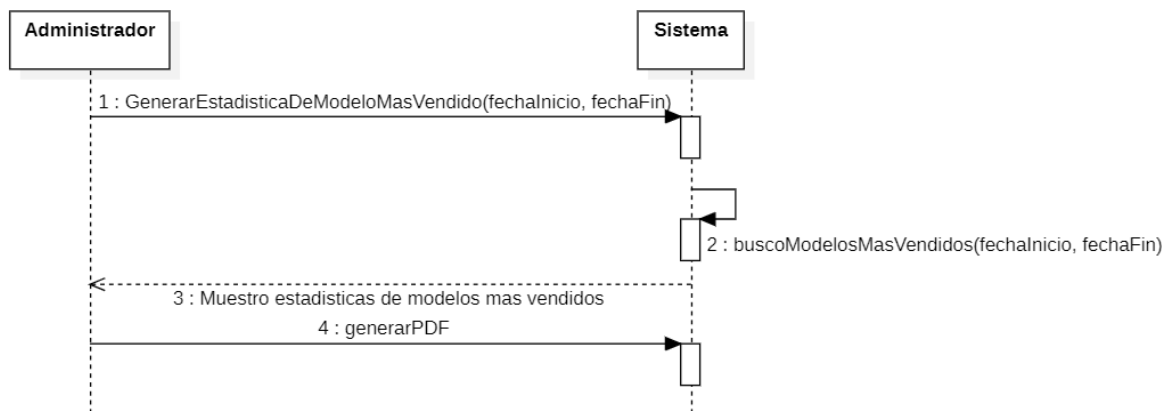 Administrador
Sistema
1 : GenerarEstadisticaDeModeloMasVendido(fechaInicio, fechaFin)
2 : buscoModelosMasVendidos(fechaInicio, fechaFin)
3 : Muestro estadisticas de modelos mas vendidos
4 : generarPDF